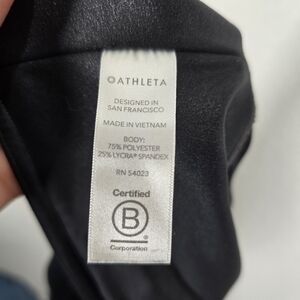 ATHLETA
DESIGNED IN
SAN FRANCISCO
MADE IN VIETNAM
BODY:
75% POLYESTER
25% LYCRA® SPANDEX
RN 54023
Certified
B
Corporation